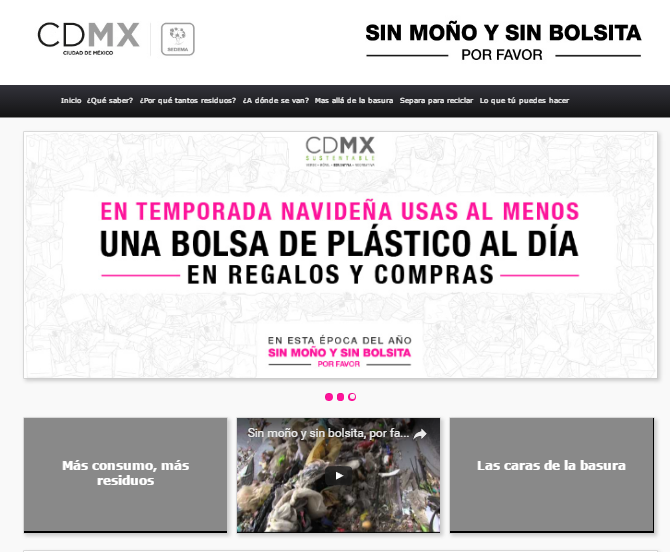 CDMX
CIUDAD DE MÉXICO
SEDEMA
SIN MOÑO Y SIN BOLSITA
POR FAVOR
Inicio ¿Qué saber? ¿Por qué tantos residuos? ¿A dónde se van? Mas allá de la basura Separa para reciclar Lo que tú puedes hacer
CDMX
SUSTENTABLE
EN TEMPORADA NAVIDEÑA USAS AL MENOS
UNA BOLSA DE PLÁSTICO AL DÍA
EN REGALOS Y COMPRAS
EN ESTA ÉPOCA DEL AÑO
SIN MOÑO Y SIN BOLSITA
POR FAVOR
Más consumo, más
residuos
Sin moño y sin bolsita, por fa...
Las caras de la basura